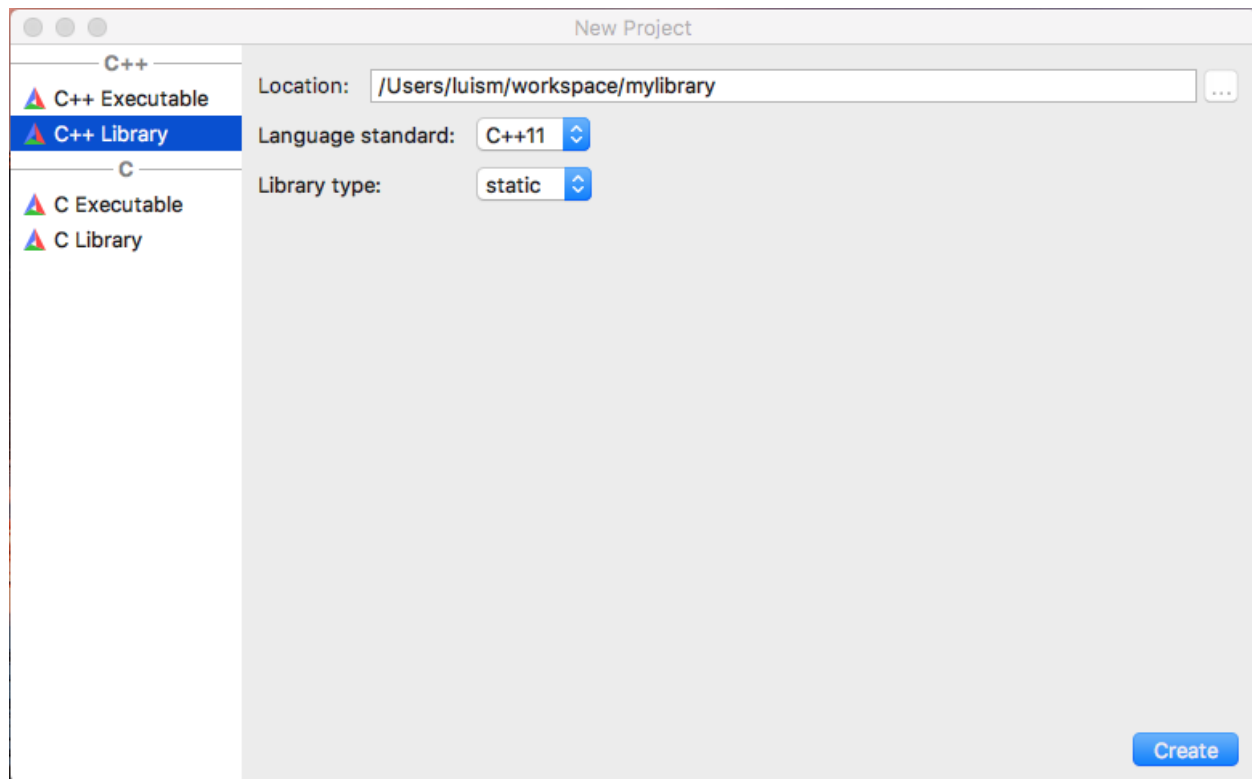 New Project
C++
C++ Executable
C++ Library
C
C Executable
C Library
Location: /Users/luism/workspace/mylibrary ...
Language standard: C++11
Library type: static
Create